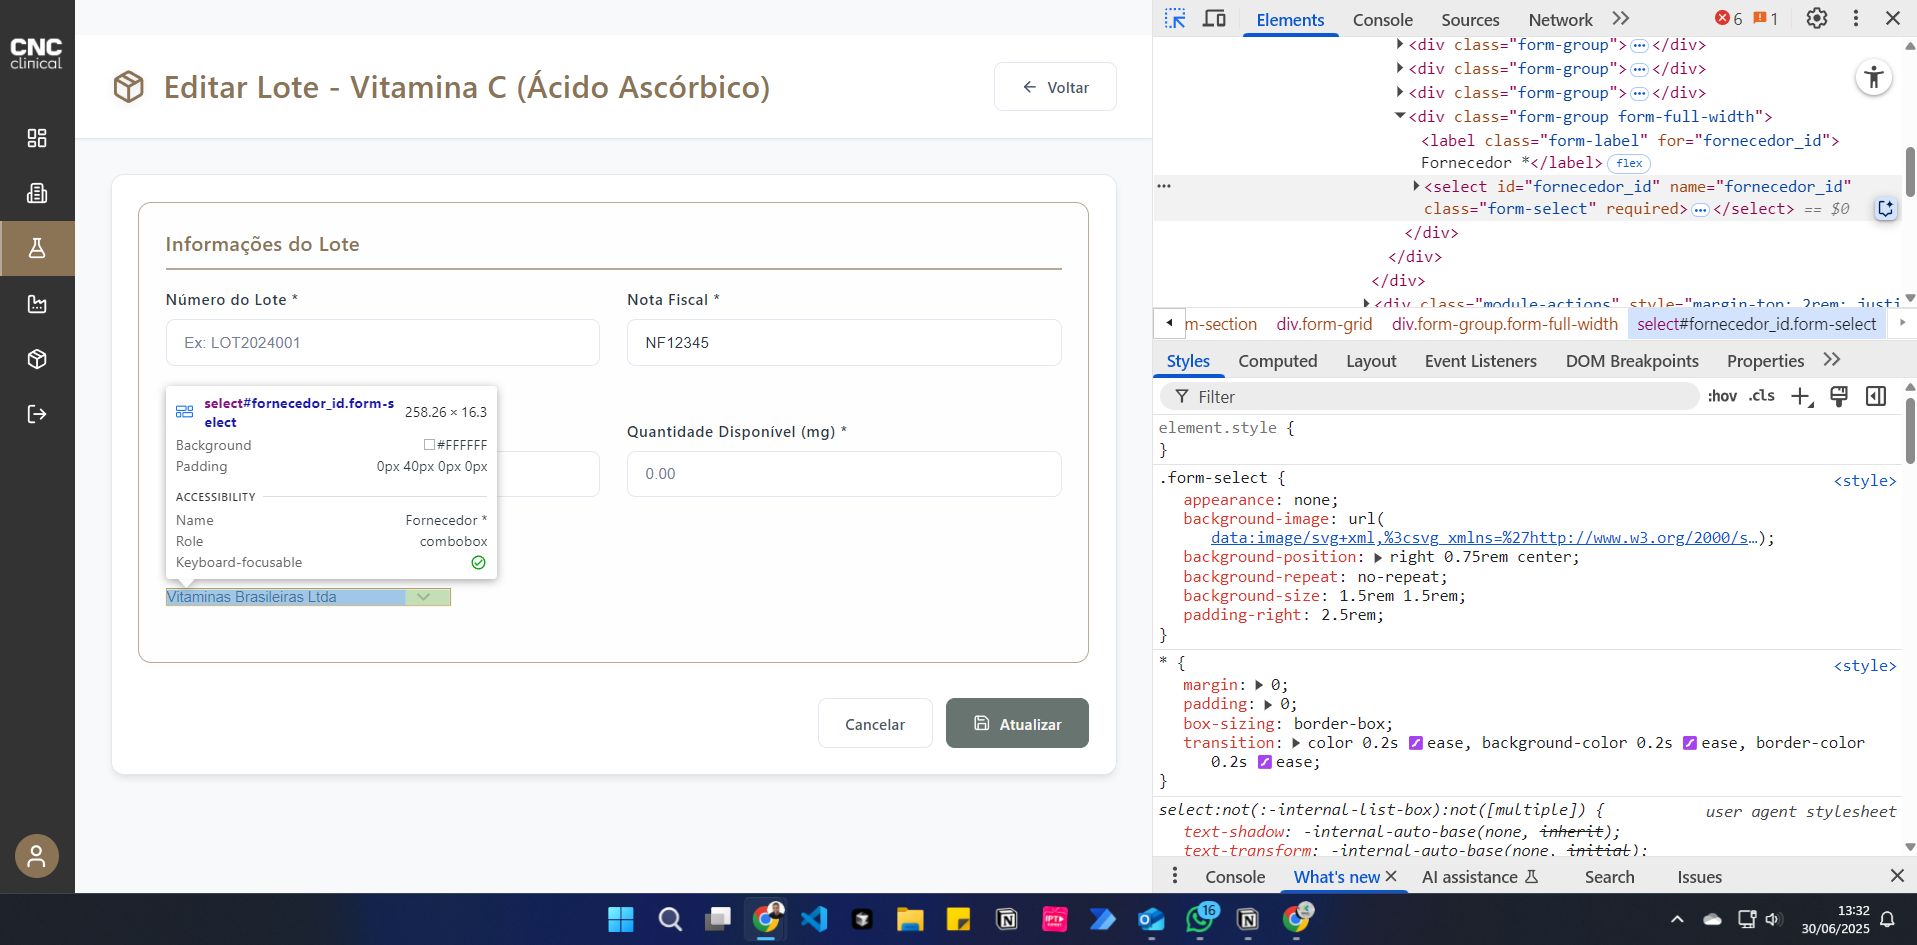 CNC
clinical
Editar Lote - Vitamina C (Ácido Ascórbico)
← Voltar
Informações do Lote
Número do Lote *
Nota Fiscal *
Ex: LOT2024001
NF12345
select#fornecedor_id.form-s
elect
258.26 × 16.3
Background
#FFFFFF
Padding
0px 40px 0px 0px
ACCESSIBILITY
Name
Fornecedor *
Role
combobox
Keyboard-focusable
Quantidade Disponível (mg) *
0.00
Vitaminas Brasileiras Ltda
Cancelar
Atualizar
Elements
Console
Sources
Network
6
1
<div class="form-group"> </div>
<div class="form-group"> </div>
<div class="form-group"> </div>
<div class="form-group form-full-width">
<label class="form-label" for="fornecedor_id">
Fornecedor *</label> flex
<select id="fornecedor_id" name="fornecedor_id"
class="form-select" required> </select> == $0
</div>
</div>
</div>
<div class="module-actions" style="margin-top: 2rem; justi
m-section
div.form-grid
div.form-group.form-full-width
select#fornecedor_id.form-select
Styles
Computed
Layout
Event Listeners
DOM Breakpoints
Properties
Filter
:hov
.cls
element.style {
}
.form-select {
<style>
appearance: none;
background-image: url(
data:image/svg+xml,%3csvg xmlns=%27http://www.w3.org/2000/s…);
background-position: right 0.75rem center;
background-repeat: no-repeat;
background-size: 1.5rem 1.5rem;
padding-right: 2.5rem;
}
* {
<style>
margin: 0;
padding: 0;
box-sizing: border-box;
transition: color 0.2s ease, background-color 0.2s ease, border-color
0.2s ease;
}
select:not(:-internal-list-box):not([multiple]) {
user agent stylesheet
text-shadow: -internal-auto-base(none, inherit);
text-transform: -internal-auto-base(none, initial);
Console
What's new
AI assistance
Search
Issues
16
13:32
30/06/2025